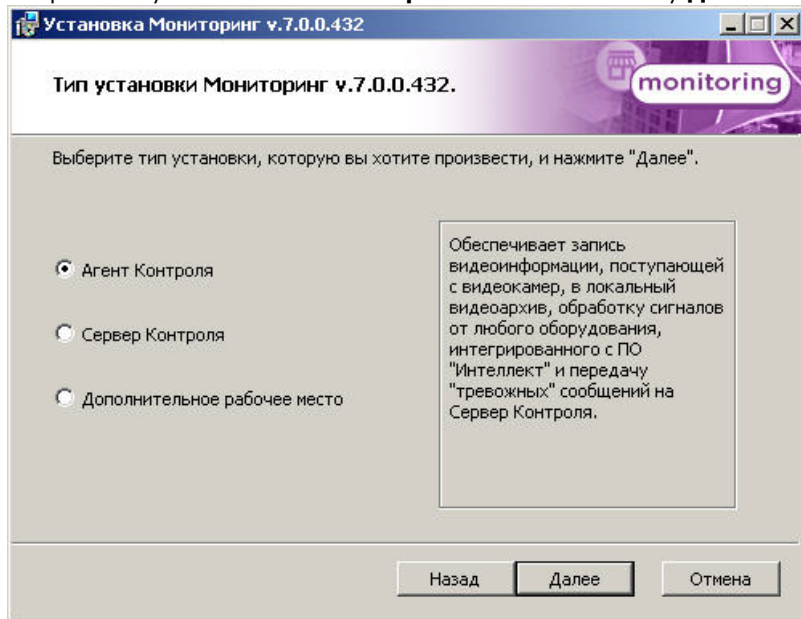 Установка Мониторинг v.7.0.0.432
Тип установки Мониторинг v.7.0.0.432.
monitoring
Выберите тип установки, которую вы хотите произвести, и нажмите "Далее".
Агент Контроля
Сервер Контроля
Дополнительное рабочее место
Обеспечивает запись
видеоинформации, поступающей
с видеокамер, в локальный
видеоархив, обработку сигналов
от любого оборудования,
интегрированного с ПО
"Интеллект" и передачу
"тревожных" сообщений на
Сервер Контроля.
Назад
Далее
Отмена